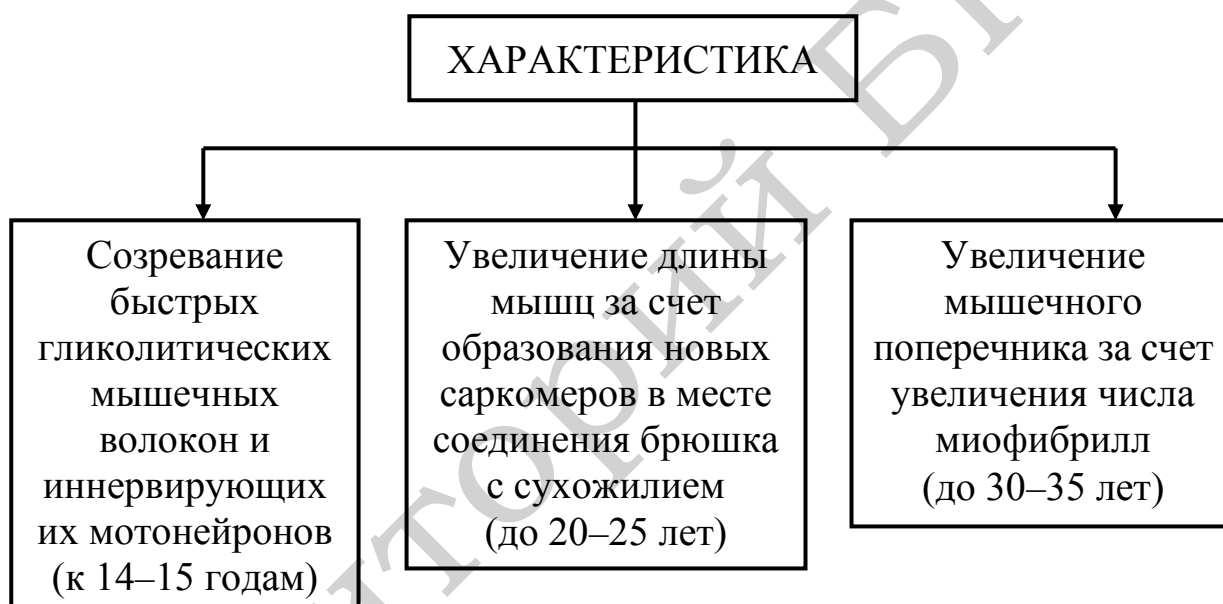 ХАРАКТЕРИСТИКА
Созревание
быстрых
гликолитических
мышечных
волокон и
иннервирующих
их мотонейронов
(к 14–15 годам)
Увеличение длины
мышц за счет
образования новых
саркомеров в месте
соединения брюшка
с сухожилием
(до 20–25 лет)
Увеличение
мышечного
поперечника за счет
увеличения числа
миофибрилл
(до 30–35 лет)